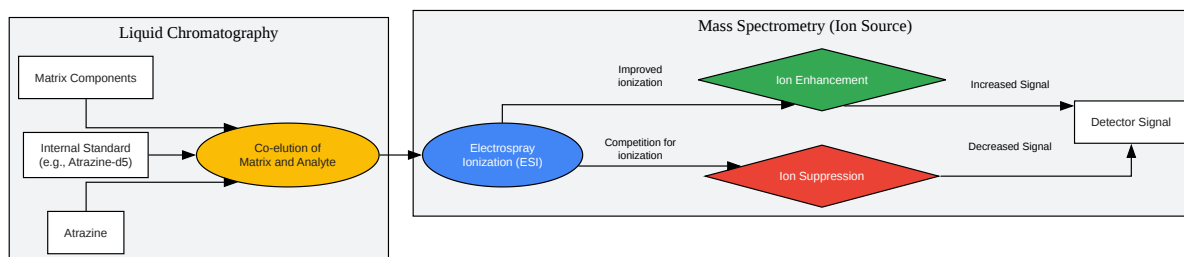 Liquid Chromatography
Matrix Components
Internal Standard
(e.g., Atrazine-d5)
Atrazine
Co-elution of
Matrix and Analyte
Mass Spectrometry (Ion Source)
Electrospray
Ionization (ESI)
Improved
ionization
Ion Enhancement
Increased Signal
Competition for
ionization
Ion Suppression
Decreased Signal
Detector Signal